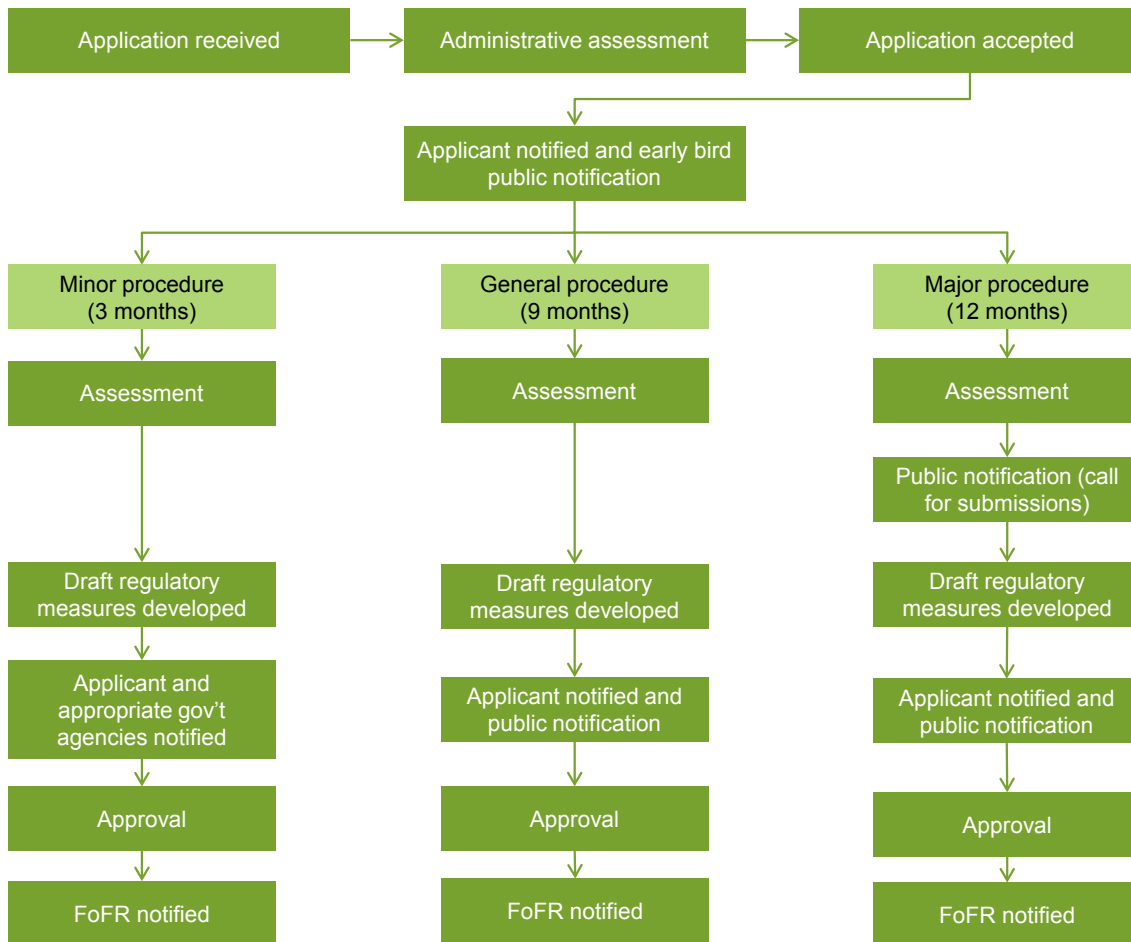 Application received
Administrative assessment
Application accepted
Applicant notified and early bird
public notification
Minor procedure
(3 months)
General procedure
(9 months)
Major procedure
(12 months)
Assessment
Assessment
Assessment
Public notification (call
for submissions)
Draft regulatory
measures developed
Draft regulatory
measures developed
Draft regulatory
measures developed
Applicant and
appropriate gov’t
agencies notified
Applicant notified and
public notification
Applicant notified and
public notification
Approval
Approval
Approval
FoFR notified
FoFR notified
FoFR notified